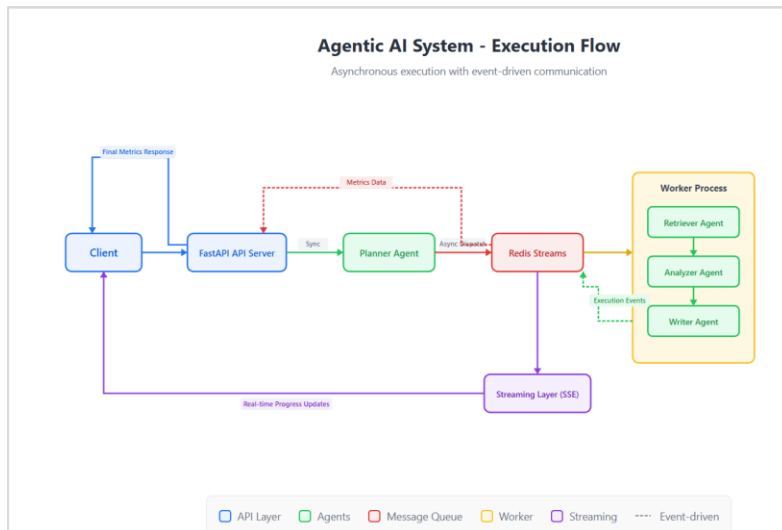 Agentic AI System - Execution Flow
Asynchronous execution with event-driven communication
Final Metrics Response
Metrics Data
Worker Process
Retriever Agent
Client
FastAPI API Server
Sync
Planner Agent
Async Dispatch
Redis Streams
Analyzer Agent
Execution Events
Writer Agent
Streaming Layer (SSE)
Real-time Progress Updates
API Layer
Agents
Message Queue
Worker
Streaming
Event-driven